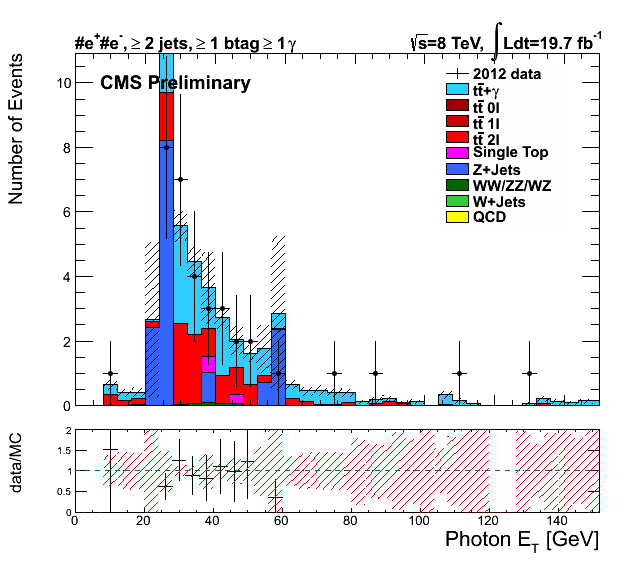 #e⁺#e⁻, ≥ 2 jets, ≥ 1 btag ≥ 1γ
√s=8 TeV, ∫ Ldt=19.7 fb⁻¹
CMS Preliminary
2012 data
tt̄+γ
tt̄ 0l
tt̄ 1l
tt̄ 2l
Single Top
Z+Jets
WW/ZZ/WZ
W+Jets
QCD
Number of Events
10
8
6
4
2
0
data/MC
2
1.5
1
0.5
0
0 20 40 60 80 100 120 140
Photon E_T [GeV]